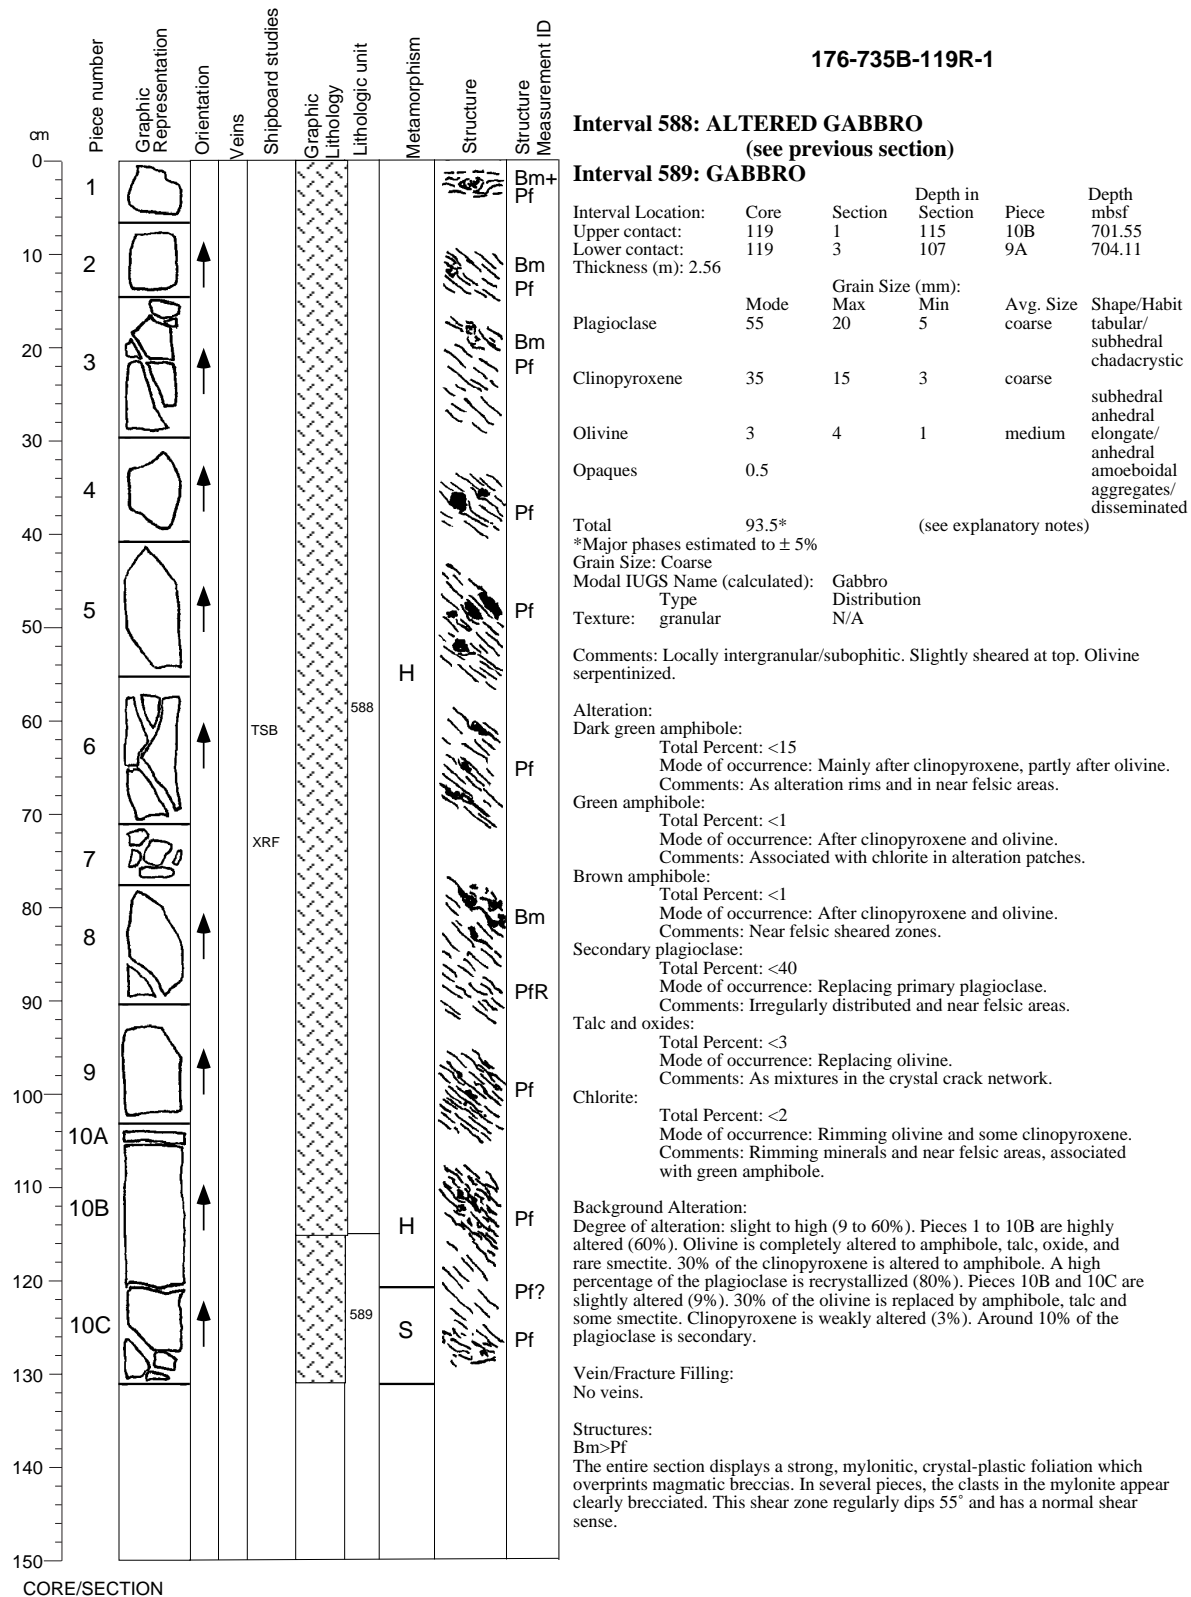 176-735B-119R-1
cm
Piece number
Graphic
Representation
Orientation
Veins
Shipboard studies
Graphic
Lithology
Lithologic unit
Metamorphism
Structure
Structure
Measurement ID
0
10
20
30
40
50
60
70
80
90
100
110
120
130
140
150
1
2
3
4
5
6
7
8
9
10A
10B
10C
TSB
XRF
588
589
H
H
S
Bm+
Pf
Bm
Pf
Bm
Pf
Pf
Pf
Pf
Bm
PfR
Pf
Pf
Pf?
Pf
CORE/SECTION
Interval 588: ALTERED GABBRO
(see previous section)
Interval 589: GABBRO
Depth in Depth
Interval Location: Core Section Section Piece mbsf
Upper contact: 119 1 115 10B 701.55
Lower contact: 119 3 107 9A 704.11
Thickness (m): 2.56
Grain Size (mm):
Mode Max Min Avg. Size Shape/Habit
Plagioclase 55 20 5 coarse tabular/
subhedral
chadacrystic
Clinopyroxene 35 15 3 coarse
subhedral
anhedral
Olivine 3 4 1 medium elongate/
anhedral
Opaques 0.5 amoeboidal
aggregates/
disseminated
Total 93.5* (see explanatory notes)
*Major phases estimated to ± 5%
Grain Size: Coarse
Modal IUGS Name (calculated): Gabbro
Type Distribution
Texture: granular N/A
Comments: Locally intergranular/subophitic. Slightly sheared at top. Olivine
serpentinized.
Alteration:
Dark green amphibole:
Total Percent: <15
Mode of occurrence: Mainly after clinopyroxene, partly after olivine.
Comments: As alteration rims and in near felsic areas.
Green amphibole:
Total Percent: <1
Mode of occurrence: After clinopyroxene and olivine.
Comments: Associated with chlorite in alteration patches.
Brown amphibole:
Total Percent: <1
Mode of occurrence: After clinopyroxene and olivine.
Comments: Near felsic sheared zones.
Secondary plagioclase:
Total Percent: <40
Mode of occurrence: Replacing primary plagioclase.
Comments: Irregularly distributed and near felsic areas.
Talc and oxides:
Total Percent: <3
Mode of occurrence: Replacing olivine.
Comments: As mixtures in the crystal crack network.
Chlorite:
Total Percent: <2
Mode of occurrence: Rimming olivine and some clinopyroxene.
Comments: Rimming minerals and near felsic areas, associated
with green amphibole.
Background Alteration:
Degree of alteration: slight to high (9 to 60%). Pieces 1 to 10B are highly
altered (60%). Olivine is completely altered to amphibole, talc, oxide, and
rare smectite. 30% of the clinopyroxene is altered to amphibole. A high
percentage of the plagioclase is recrystallized (80%). Pieces 10B and 10C are
slightly altered (9%). 30% of the olivine is replaced by amphibole, talc and
some smectite. Clinopyroxene is weakly altered (3%). Around 10% of the
plagioclase is secondary.
Vein/Fracture Filling:
No veins.
Structures:
Bm>Pf
The entire section displays a strong, mylonitic, crystal-plastic foliation which
overprints magmatic breccias. In several pieces, the clasts in the mylonite appear
clearly brecciated. This shear zone regularly dips 55˚ and has a normal shear
sense.